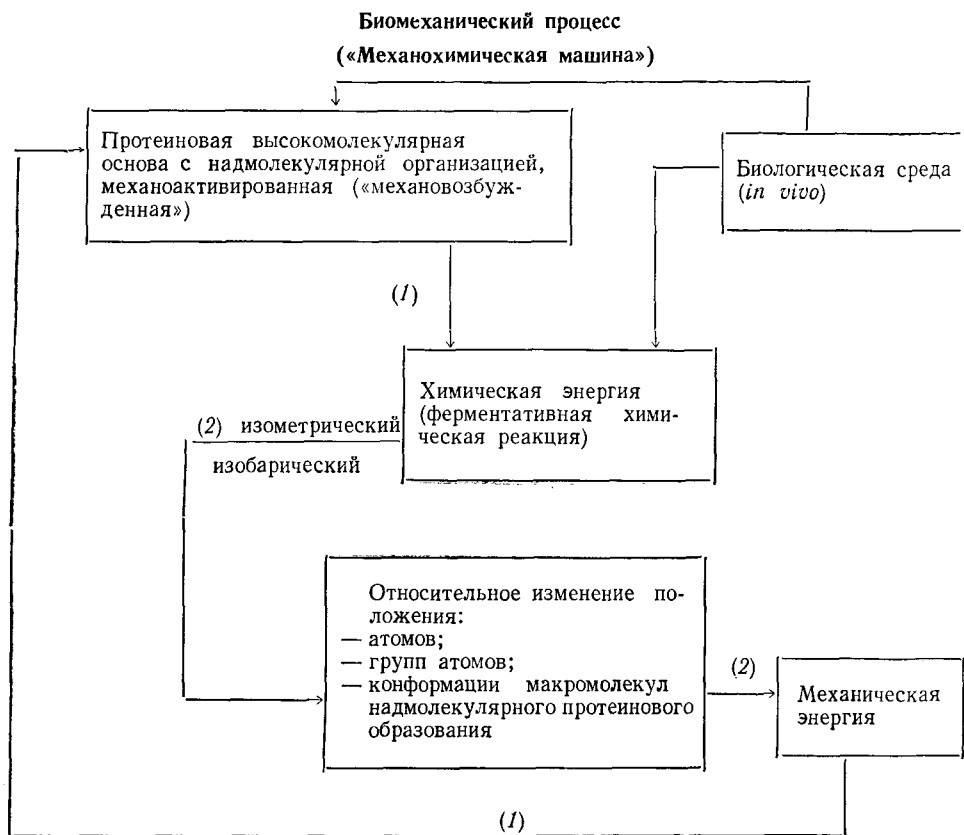 Биомеханический процесс
(«Механохимическая машина»)
Протеиновая высокомолекулярная
основа с надмолекулярной организацией,
механоактивированная («механовозбуж-
денная»)
Биологическая среда
(in vivo)
(1)
Химическая энергия
(ферментативная хими-
ческая реакция)
(2) изометрический
изобарический
Относительное изменение по-
ложения:
— атомов;
— групп атомов;
— конформации макромолекул
надмолекулярного протеинового
образования
(2)
Механическая
энергия
(1)